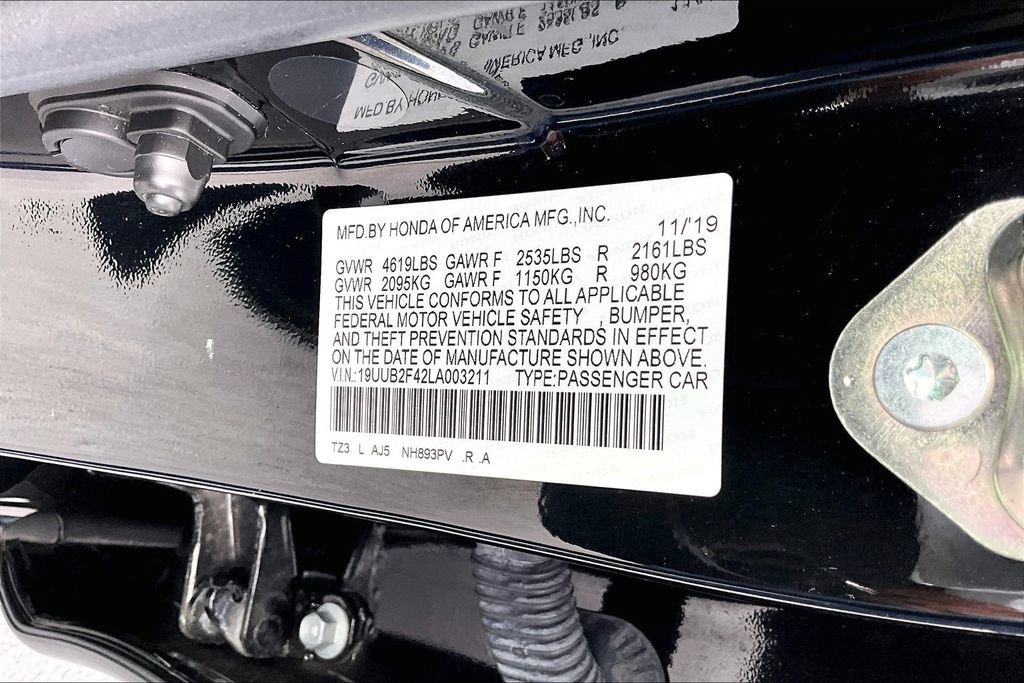 MFD.BY HONDA OF AMERICA MFG.,INC. 11/'19
GVWR 4619LBS GAWR F 2535LBS R 2161LBS
GVWR 2095KG GAWR F 1150KG R 980KG
THIS VEHICLE CONFORMS TO ALL APPLICABLE
FEDERAL MOTOR VEHICLE SAFETY , BUMPER,
AND THEFT PREVENTION STANDARDS IN EFFECT
ON THE DATE OF MANUFACTURE SHOWN ABOVE.
V.I.N.:19UUB2F42LA003211 TYPE:PASSENGER CAR
TZ3 L AJ5 NH893PV .R .A